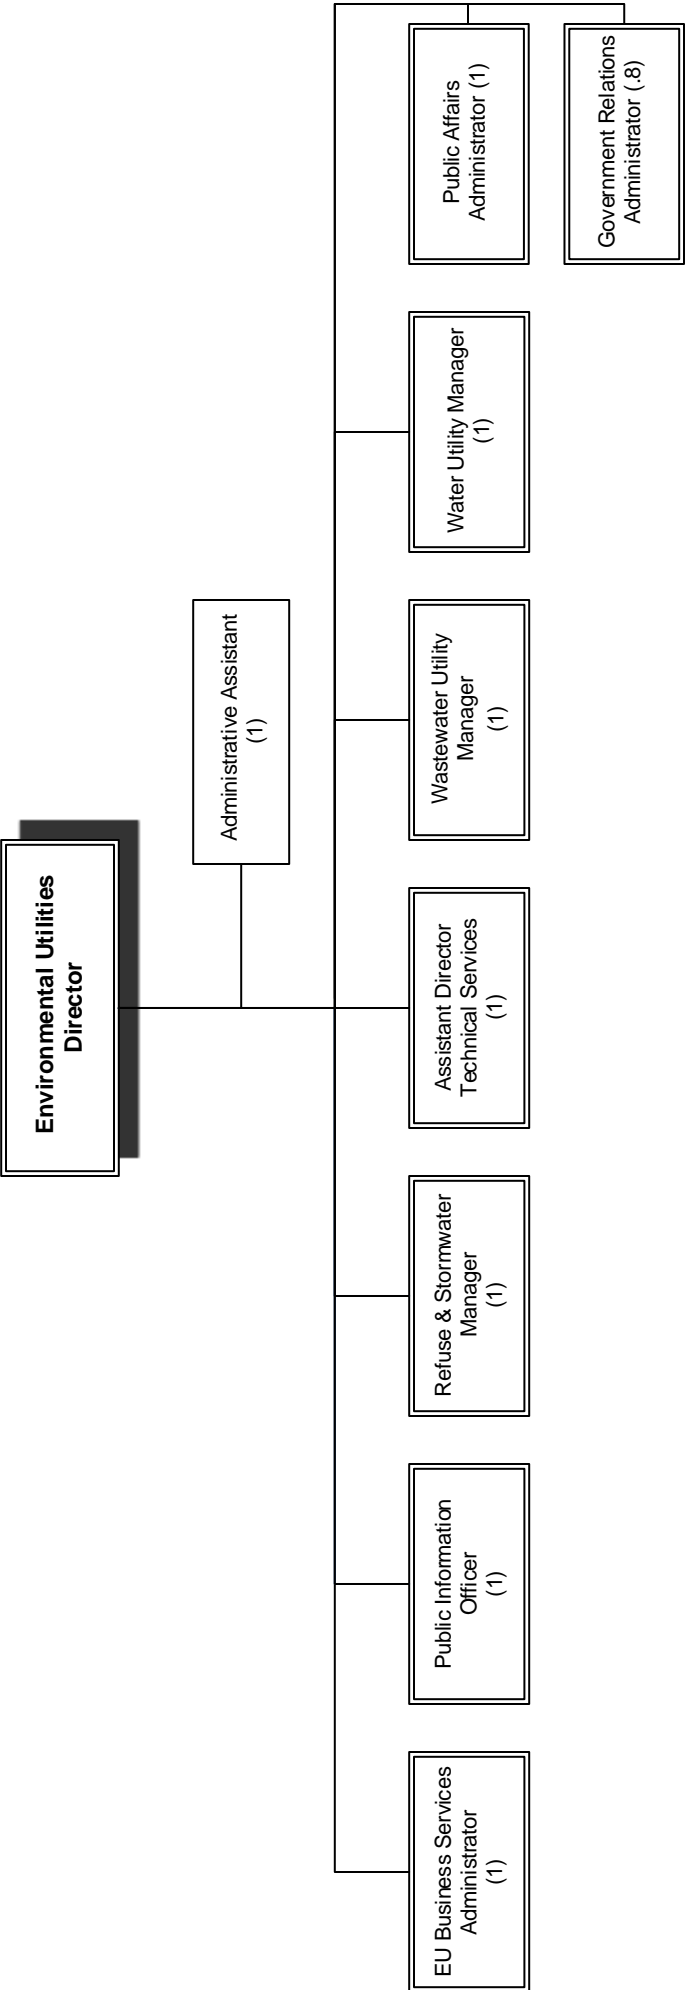 Environmental Utilities
Director
Administrative Assistant
(1)
EU Business Services
Administrator
(1)
Public Information
Officer
(1)
Refuse & Stormwater
Manager
(1)
Assistant Director
Technical Services
(1)
Wastewater Utility
Manager
(1)
Water Utility Manager
(1)
Public Affairs
Administrator (1)
Government Relations
Administrator (.8)